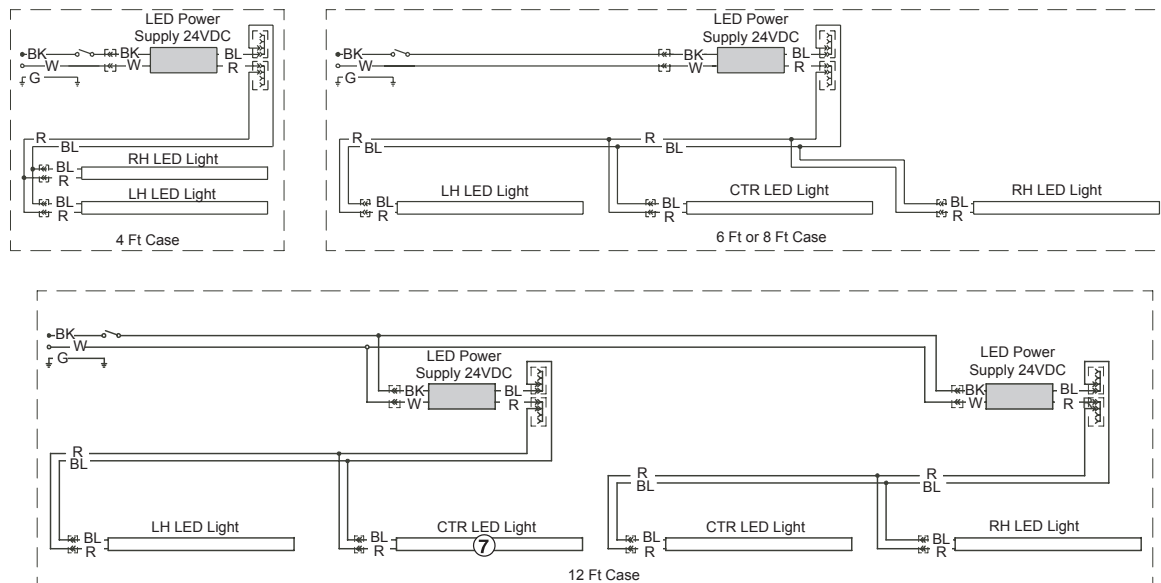 LED Power
Supply 24VDC
BK
BK
BL
W
W
R
G
R
BL
RH LED Light
BL
R
LH LED Light
BL
R
4 Ft Case
LED Power
Supply 24VDC
BK
BK
BL
W
W
R
G
R
R
BL
BL
LH LED Light
CTR LED Light
RH LED Light
BL
BL
BL
R
R
R
6 Ft or 8 Ft Case
BK
W
G
LED Power
Supply 24VDC
LED Power
Supply 24VDC
BK
BL
BK
BL
W
R
W
R
R
BL
R
BL
R
BL
LH LED Light
CTR LED Light
CTR LED Light
RH LED Light
BL
BL
7
BL
BL
R
R
R
R
12 Ft Case